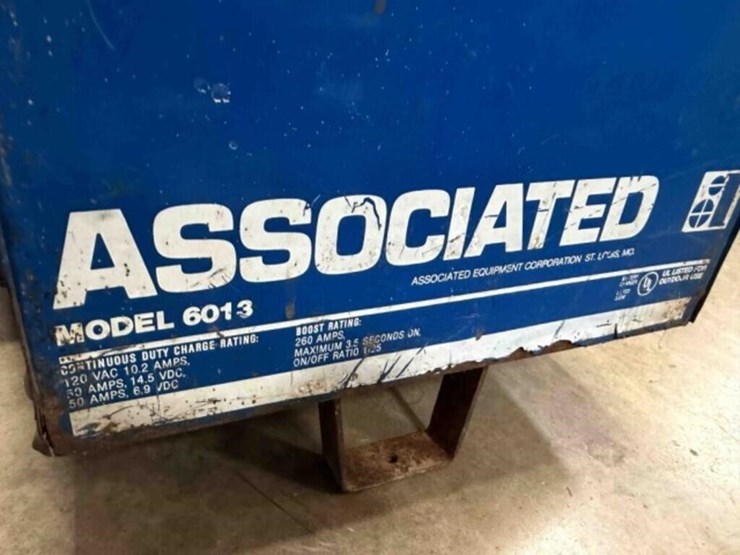 ASSOCIATED
ASSOCIATED EQUIPMENT CORPORATION ST. LOUIS, MO.
MODEL 6013
CONTINUOUS DUTY CHARGE RATING:
120 VAC 10.2 AMPS,
AMPS, 14.5 VDC,
50 AMPS, 6.9 VDC
BOOST RATING:
260 AMPS,
MAXIMUM 3.5 SECONDS ON,
ON/OFF RATIO 1/25
UL
UL LISTED FOR
OUTDOOR USE